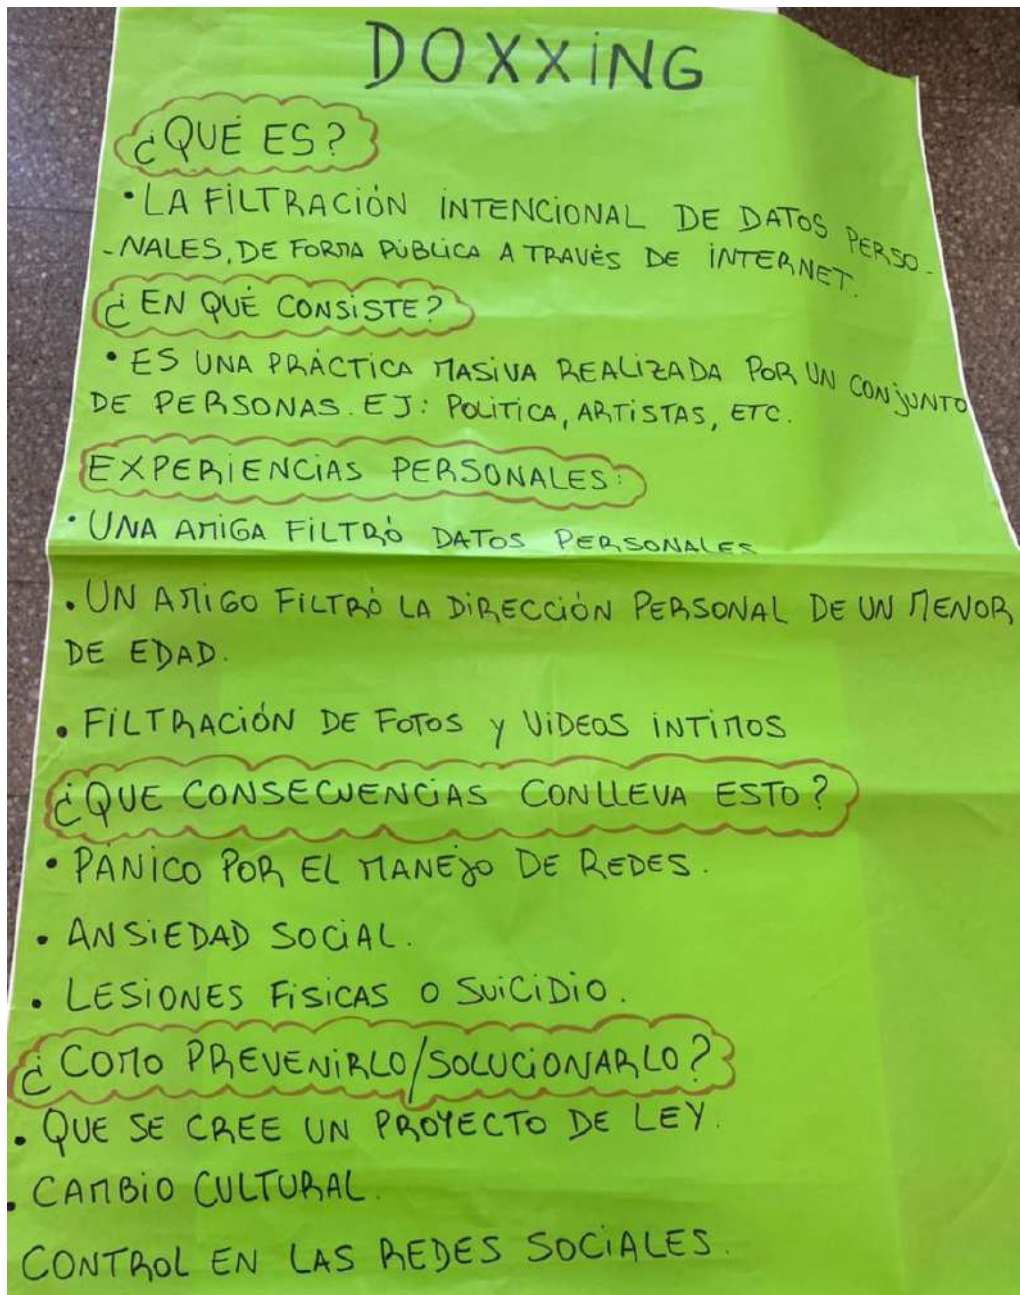 DOXXING
¿QUÉ ES?
• LA FILTRACIÓN INTENCIONAL DE DATOS PERSO-
-NALES, DE FORMA PÚBLICA A TRAVÉS DE INTERNET.
¿EN QUÉ CONSISTE?
• ES UNA PRÁCTICA MASIVA REALIZADA POR UN CONJUNTO
DE PERSONAS. EJ: POLITICA, ARTISTAS, ETC.
EXPERIENCIAS PERSONALES:
• UNA AMIGA FILTRÓ DATOS PERSONALES
• UN AMIGO FILTRÓ LA DIRECCIÓN PERSONAL DE UN MENOR
DE EDAD.
• FILTRACIÓN DE FOTOS Y VIDEOS INTIMOS
¿QUE CONSECUENCIAS CONLLEVA ESTO?
• PÁNICO POR EL MANEJO DE REDES.
• ANSIEDAD SOCIAL.
• LESIONES FISICAS O SUICIDIO.
¿COMO PREVENIRLO/SOLUCIONARLO?
• QUE SE CREE UN PROYECTO DE LEY.
• CAMBIO CULTURAL.
CONTROL EN LAS REDES SOCIALES.